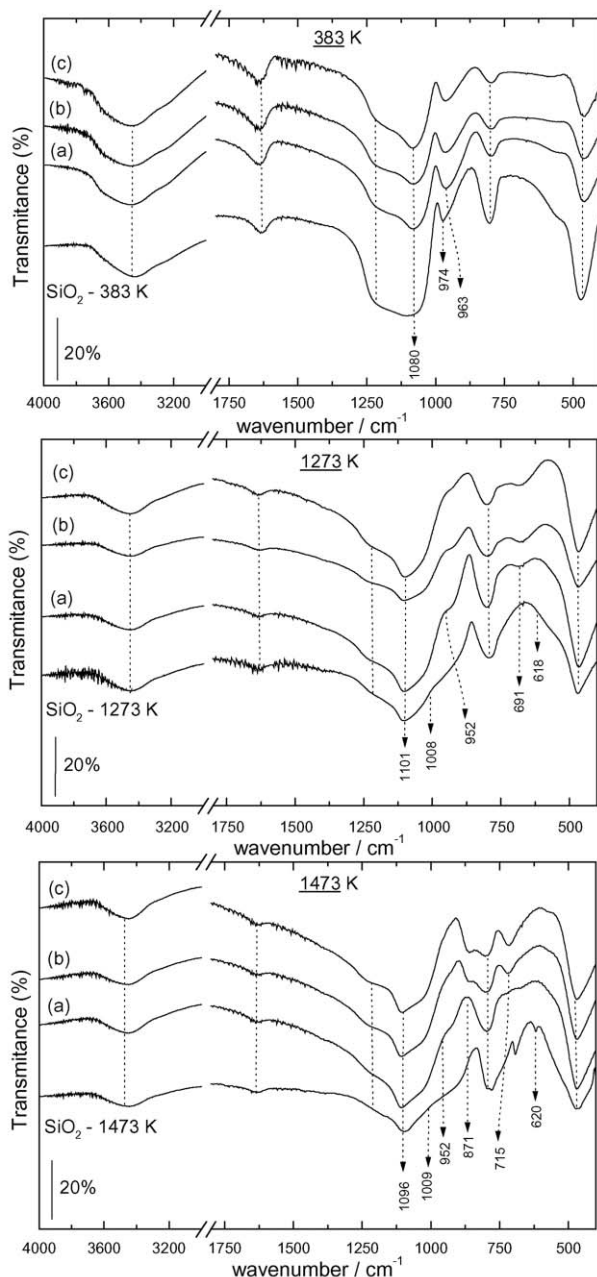 383 K
(c)
(b)
(a)
SiO2 - 383 K
20%
974
963
1080
Transmitance (%)
4000 3600 3200 1750 1500 1250 1000 750 500
wavenumber / cm-1
1273 K
(c)
(b)
(a)
SiO2 - 1273 K
20%
1101
1008
952
691
618
Transmitance (%)
4000 3600 3200 1750 1500 1250 1000 750 500
wavenumber / cm-1
1473 K
(c)
(b)
(a)
SiO2 - 1473 K
20%
1096
1009
952
871
715
620
Transmitance (%)
4000 3600 3200 1750 1500 1250 1000 750 500
wavenumber / cm-1